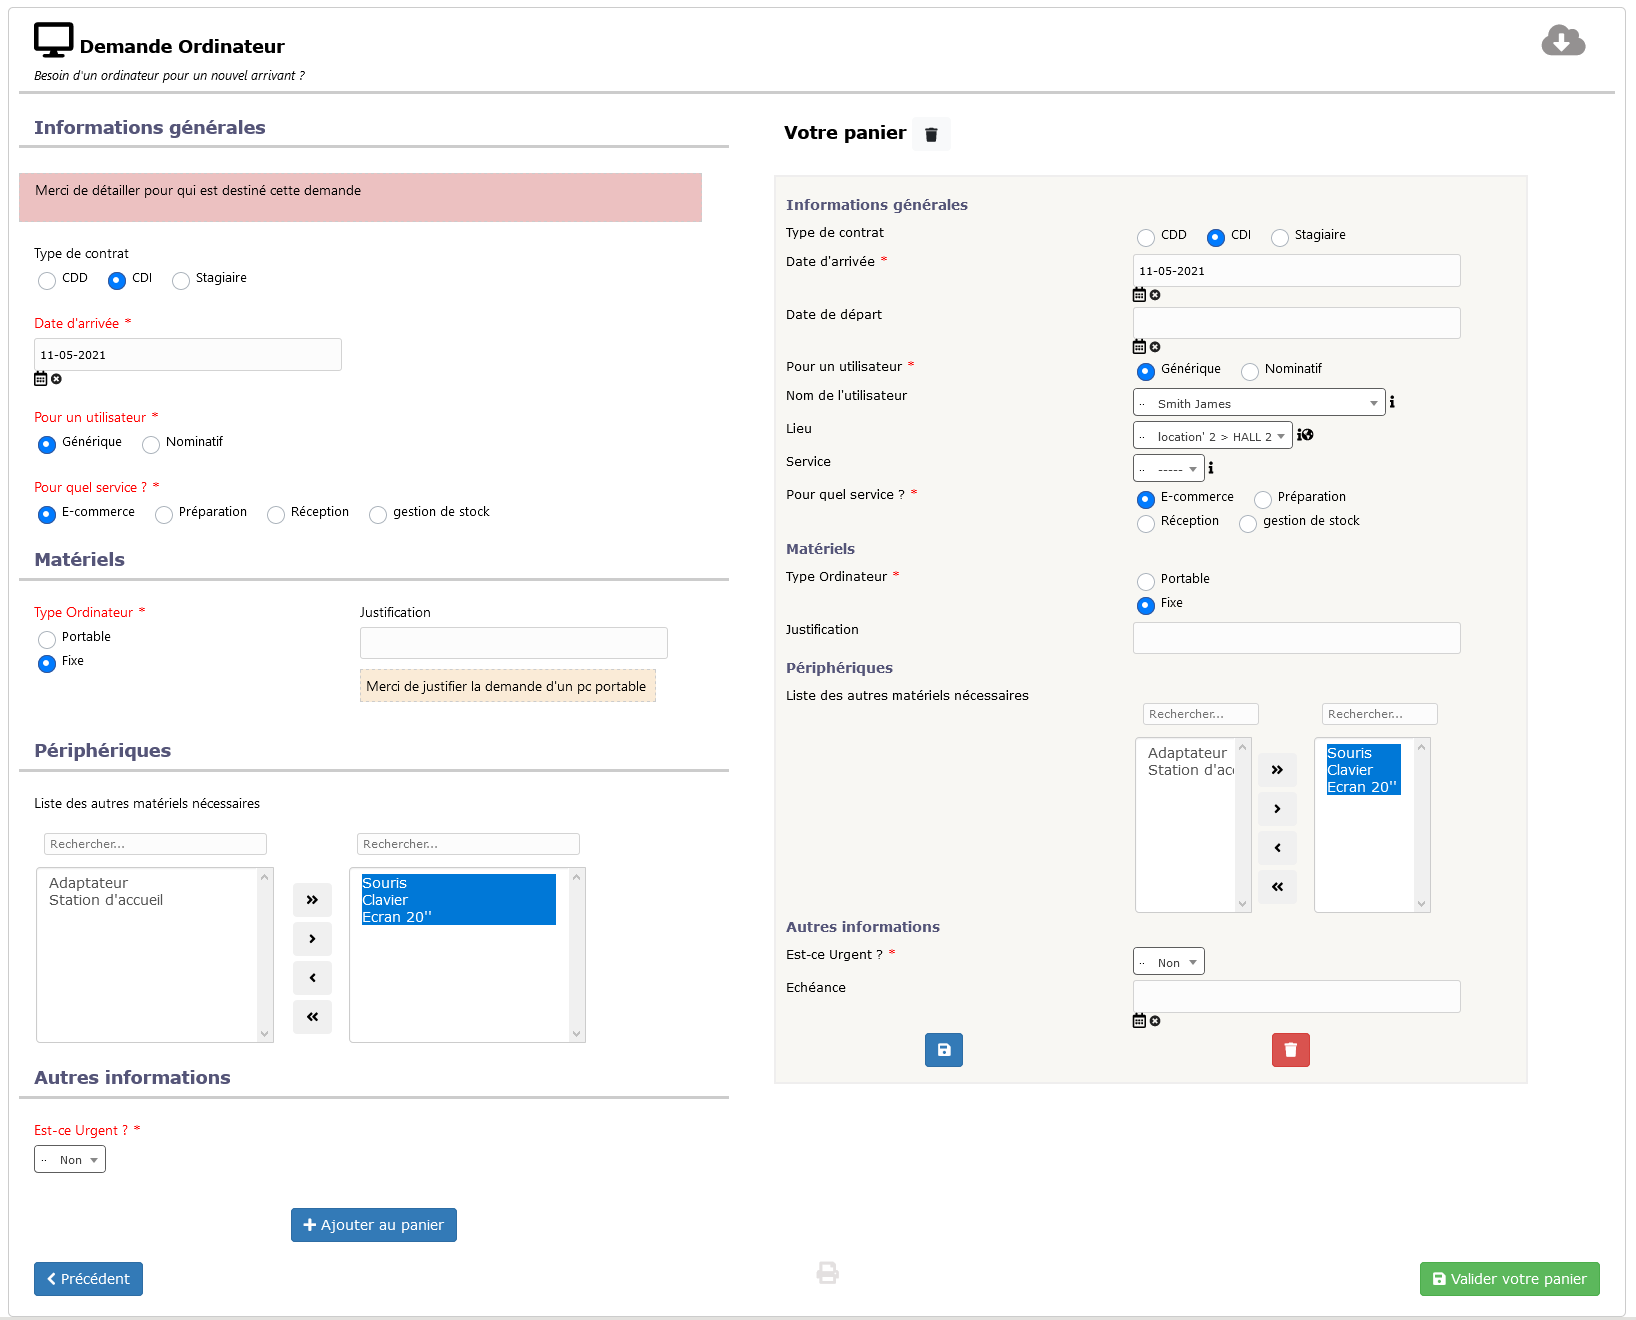 Demande Ordinateur
Besoin d'un ordinateur pour un nouvel arrivant ?
Informations générales
Merci de détailler pour qui est destiné cette demande
Type de contrat
CDD CDI Stagiaire
Date d'arrivée *
11-05-2021
Pour un utilisateur *
Générique Nominatif
Pour quel service ? *
E-commerce Préparation Réception gestion de stock
Matériels
Type Ordinateur *
Portable
Fixe
Justification
Merci de justifier la demande d'un pc portable
Périphériques
Liste des autres matériels nécessaires
Rechercher... Rechercher...
Adaptateur
Station d'accueil
Souris
Clavier
Ecran 20''
Autres informations
Est-ce Urgent ? *
·· Non
Ajouter au panier
Précédent
Votre panier
Informations générales
Type de contrat CDD CDI Stagiaire
Date d'arrivée * 11-05-2021
Date de départ
Pour un utilisateur * Générique Nominatif
Nom de l'utilisateur ·· Smith James
Lieu ·· location' 2 > HALL 2
Service ·· -----
Pour quel service ? * E-commerce Préparation
Réception gestion de stock
Matériels
Type Ordinateur * Portable
Fixe
Justification
Périphériques
Liste des autres matériels nécessaires
Rechercher... Rechercher...
Adaptateur
Station d'acc
Souris
Clavier
Ecran 20''
Autres informations
Est-ce Urgent ? * ·· Non
Echéance
Valider votre panier